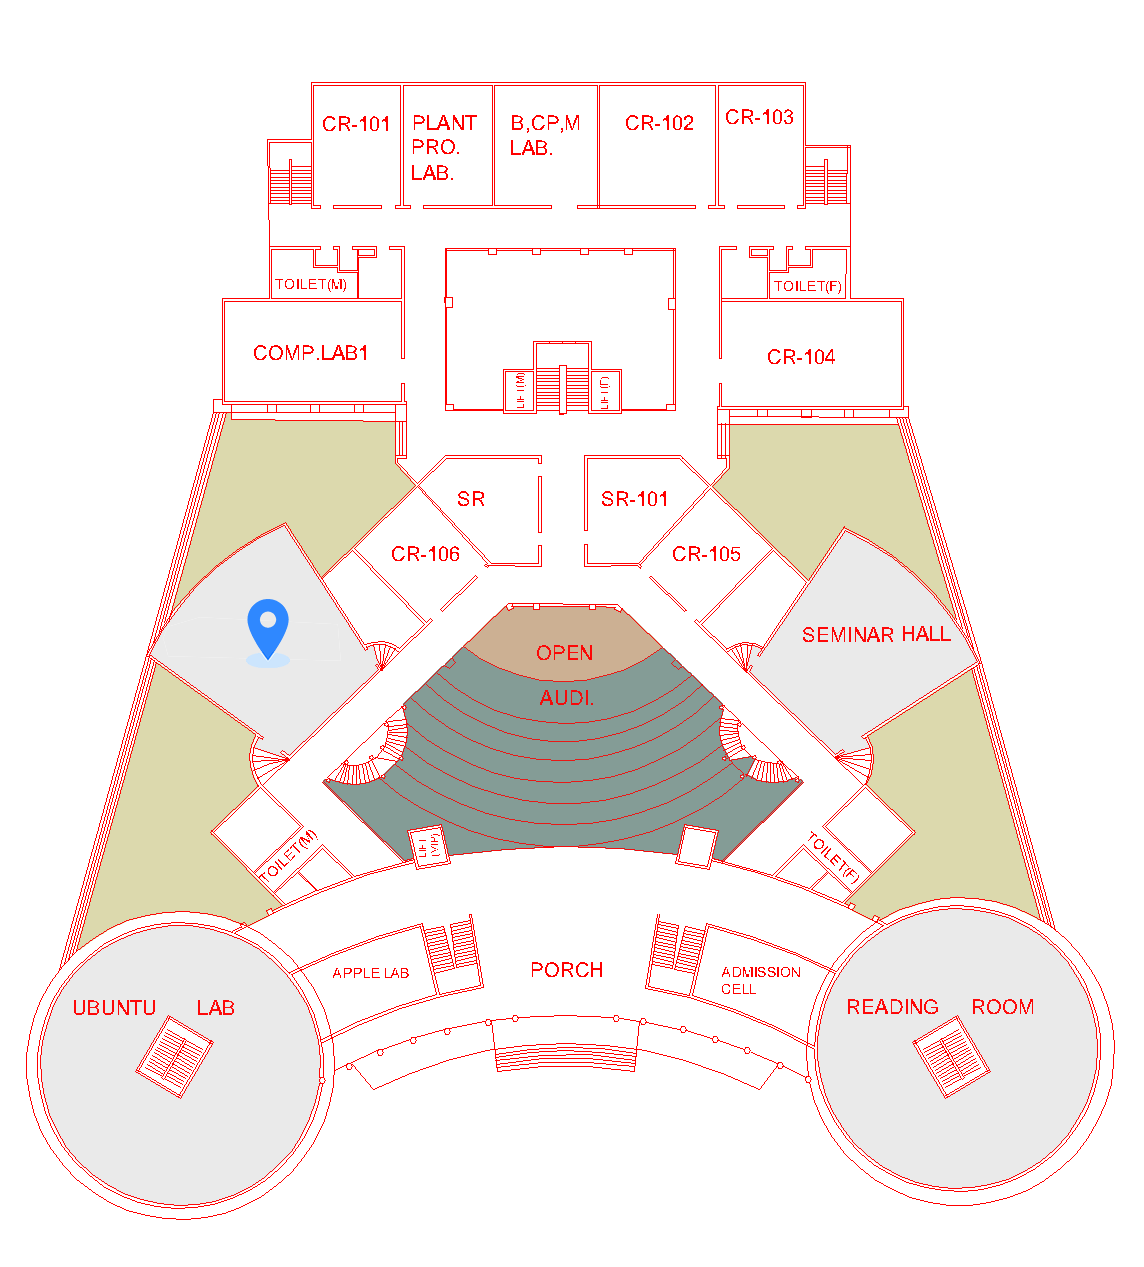 CR-101
PLANT
PRO.
LAB.
B,CP,M
LAB.
CR-102
CR-103
TOILET(M)
TOILET(F)
COMP.LAB1
CR-104
LIFT(M)
LIFT(F)
SR
SR-101
CR-106
CR-105
OPEN
AUDI.
SEMINAR HALL
TOILET(M)
LIFT
(VIP)
TOILET(F)
APPLE LAB
PORCH
ADMISSION
CELL
UBUNTU LAB
READING ROOM